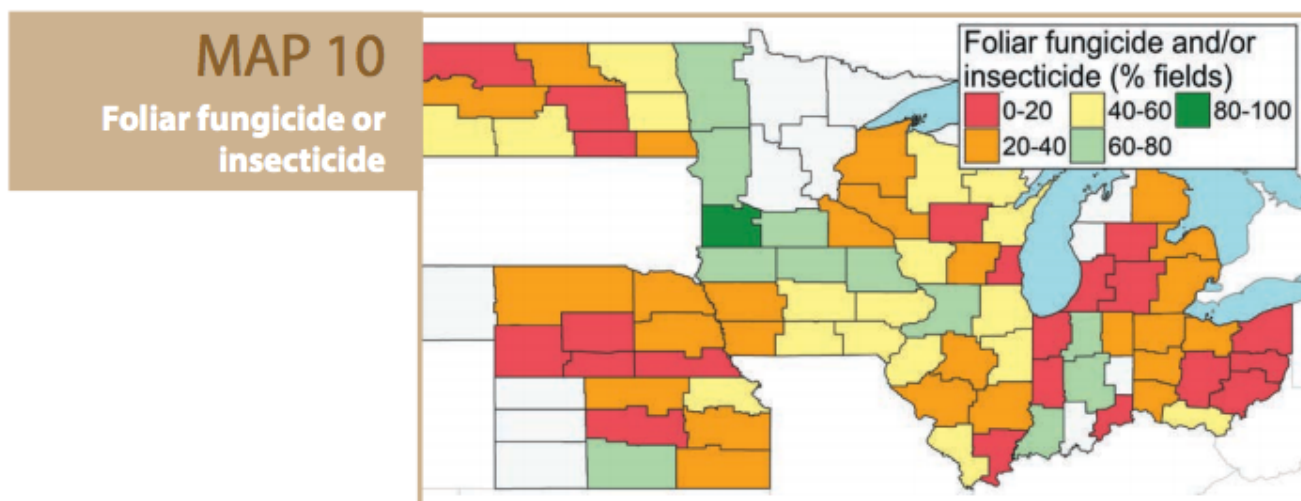 MAP 10
Foliar fungicide or
insecticide
Foliar fungicide and/or
insecticide (% fields)
0-20
40-60
80-100
20-40
60-80